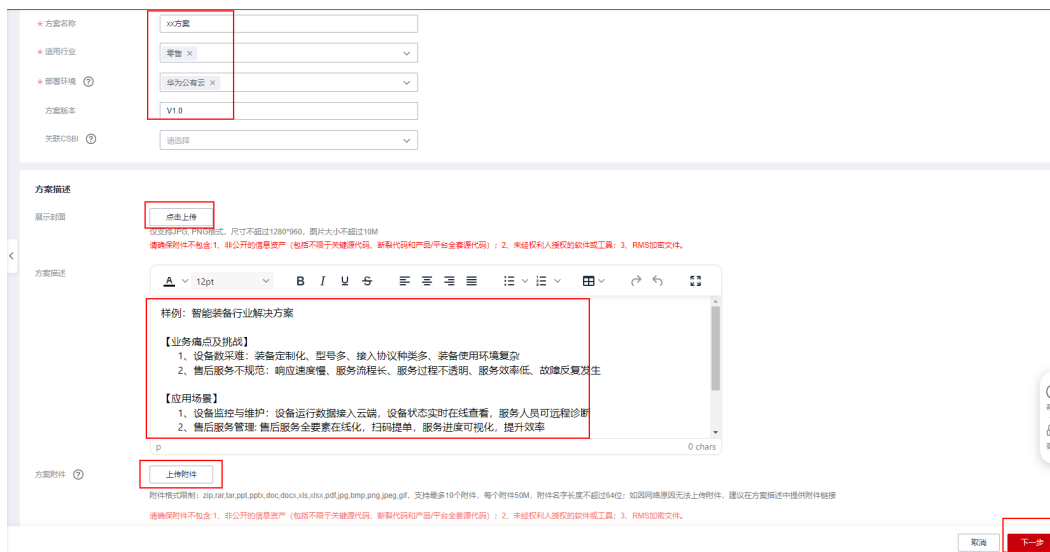 * 方案名称
xx方案
* 适用行业
零售 ×
* 部署环境 ?
华为公有云 ×
方案版本
V1.0
关联CSBI ?
请选择
方案描述
展示封面
点击上传
仅支持JPG, PNG格式，尺寸不超过1280*960，图片大小不超过10M
请确保附件不包含:1、非公开的信息资产（包括不限于关键源代码、断裂代码和产品/平台全套源代码）；2、未经权利人授权的软件或工具；3、RMS加密文件。
方案描述
A 12pt B I U S
样例：智能装备行业解决方案
【业务痛点及挑战】
1、设备数采难：装备定制化、型号多、接入协议种类多、装备使用环境复杂
2、售后服务不规范：响应速度慢、服务流程长、服务过程不透明、服务效率低、故障反复发生
【应用场景】
1、设备监控与维护：设备运行数据接入云端，设备状态实时在线查看，服务人员可远程诊断
2、售后服务管理: 售后服务全要素在线化，扫码提单，服务进度可视化，提升效率
p
0 chars
方案附件 ?
上传附件
附件格式限制：zip,rar,tar,ppt,pptx,doc,docx,xls,xlsx,pdf,jpg,bmp,png,jpeg,gif，支持最多10个附件，每个附件50M，附件名字长度不超过64位；如因网络原因无法上传附件，建议在方案描述中提供附件链接
请确保附件不包含:1、非公开的信息资产（包括不限于关键源代码、断裂代码和产品/平台全套源代码）；2、未经权利人授权的软件或工具；3、RMS加密文件。
取消
下一步